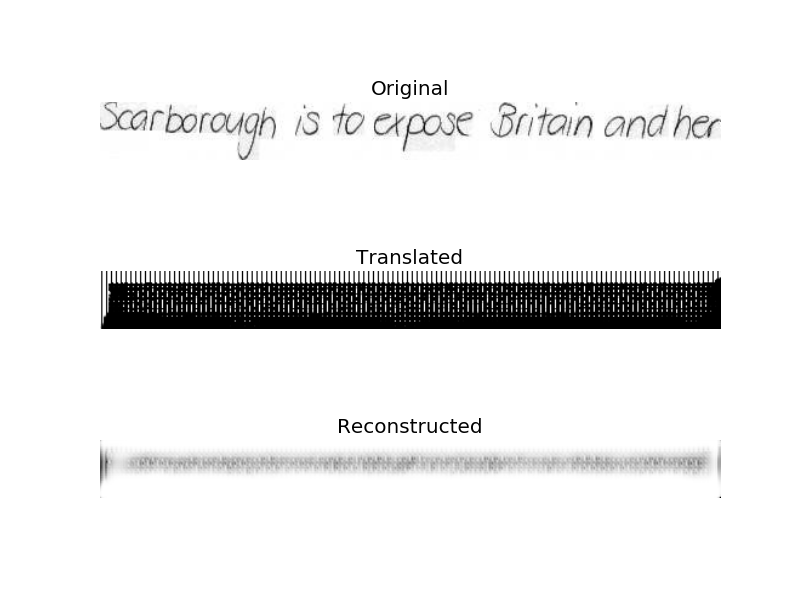 Original
Scarborough is to expose Britain and her
Translated
Reconstructed